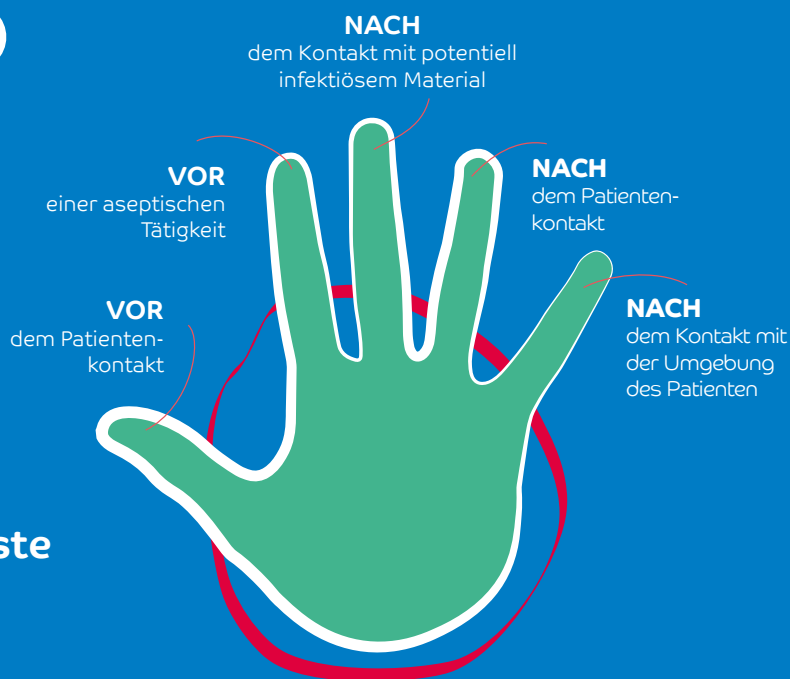 NACH
dem Kontakt mit potentiell
infektiösem Material
VOR
einer aseptischen
Tätigkeit
NACH
dem Patienten-
kontakt
VOR
dem Patienten-
kontakt
NACH
dem Kontakt mit
der Umgebung
des Patienten
ste